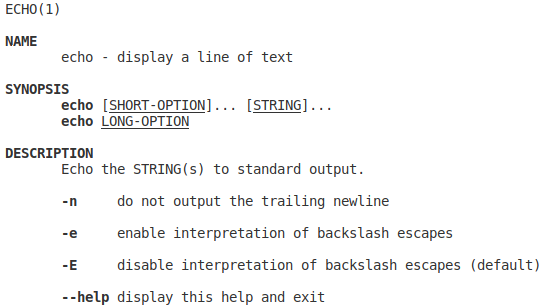 ECHO(1)
NAME
echo - display a line of text
SYNOPSIS
echo [SHORT-OPTION]... [STRING]...
echo LONG-OPTION
DESCRIPTION
Echo the STRING(s) to standard output.
-n do not output the trailing newline
-e enable interpretation of backslash escapes
-E disable interpretation of backslash escapes (default)
--help display this help and exit